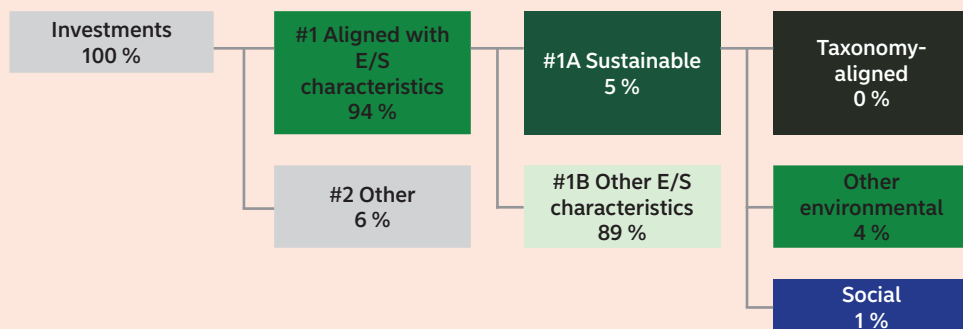 Investments
100 %
#1 Aligned with
E/S
characteristics
94 %
#1A Sustainable
5 %
Taxonomy-
aligned
0 %
#2 Other
6 %
#1B Other E/S
characteristics
89 %
Other
environmental
4 %
Social
1 %